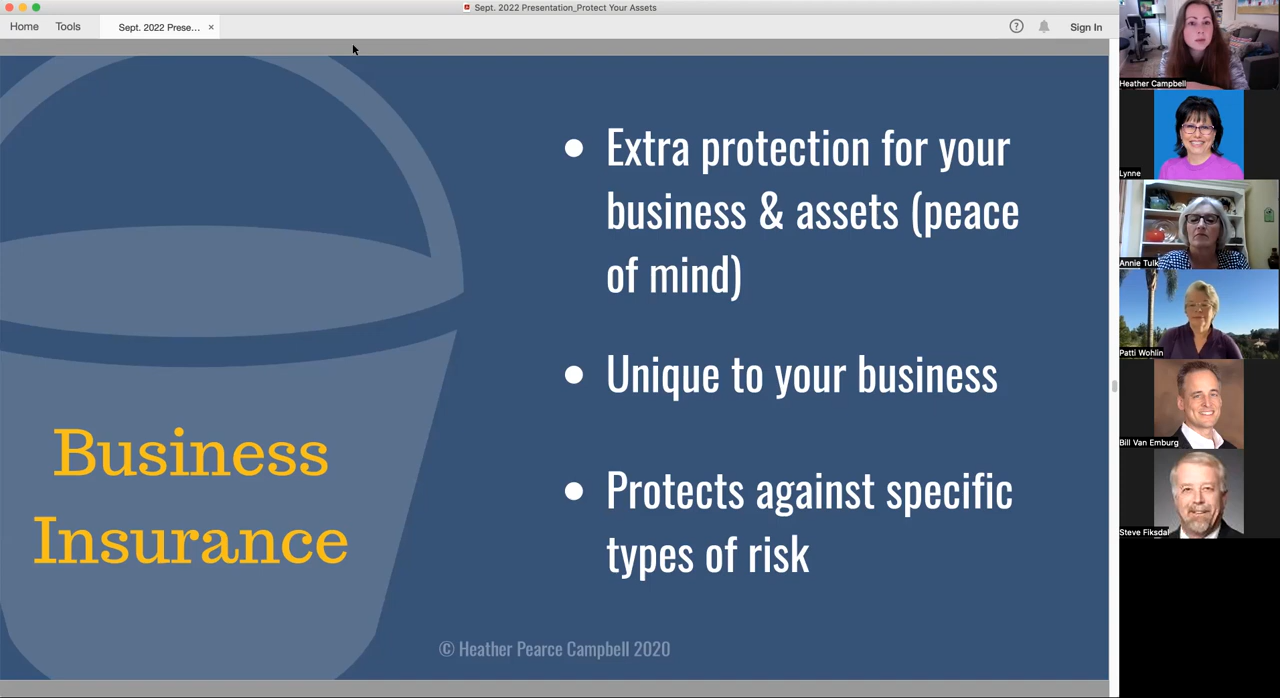 Sept. 2022 Presentation_Protect Your Assets
Home
Tools
Sept. 2022 Prese... ×
?
Sign In
Business
Insurance
• Extra protection for your
business & assets (peace
of mind)
• Unique to your business
• Protects against specific
types of risk
© Heather Pearce Campbell 2020
Heather Campbell
Lynne
Annie Tulk
Patti Wohlin
Bill Van Emburg
Steve Fiksdal